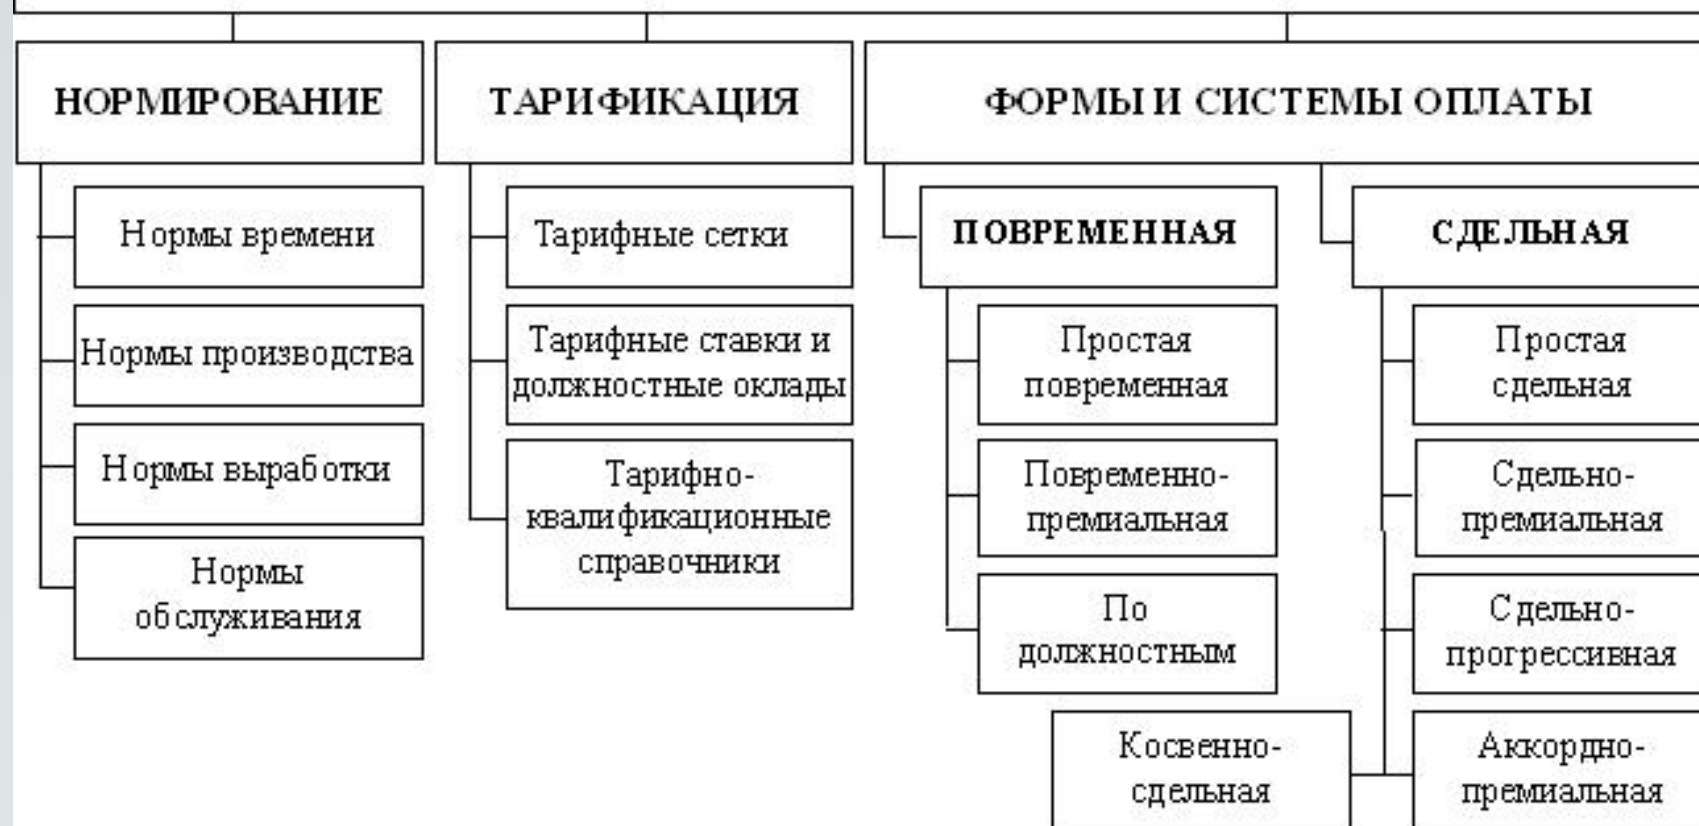 НОРМИРОВАНИЕ
Нормы времени
Нормы производства
Нормы выработки
Нормы
обслуживания
ТАРИФИКАЦИЯ
Тарифные сетки
Тарифные ставки и
должностные оклады
Тарифно-
квалификационные
справочники
ФОРМЫ И СИСТЕМЫ ОПЛАТЫ
ПОВРЕМЕННАЯ
Простая
повременная
Повременно-
премиальная
По
должностным
СДЕЛЬНАЯ
Простая
сдельная
Сдельно-
премиальная
Сдельно-
прогрессивная
Косвенно-
сдельная
Аккордно-
премиальная